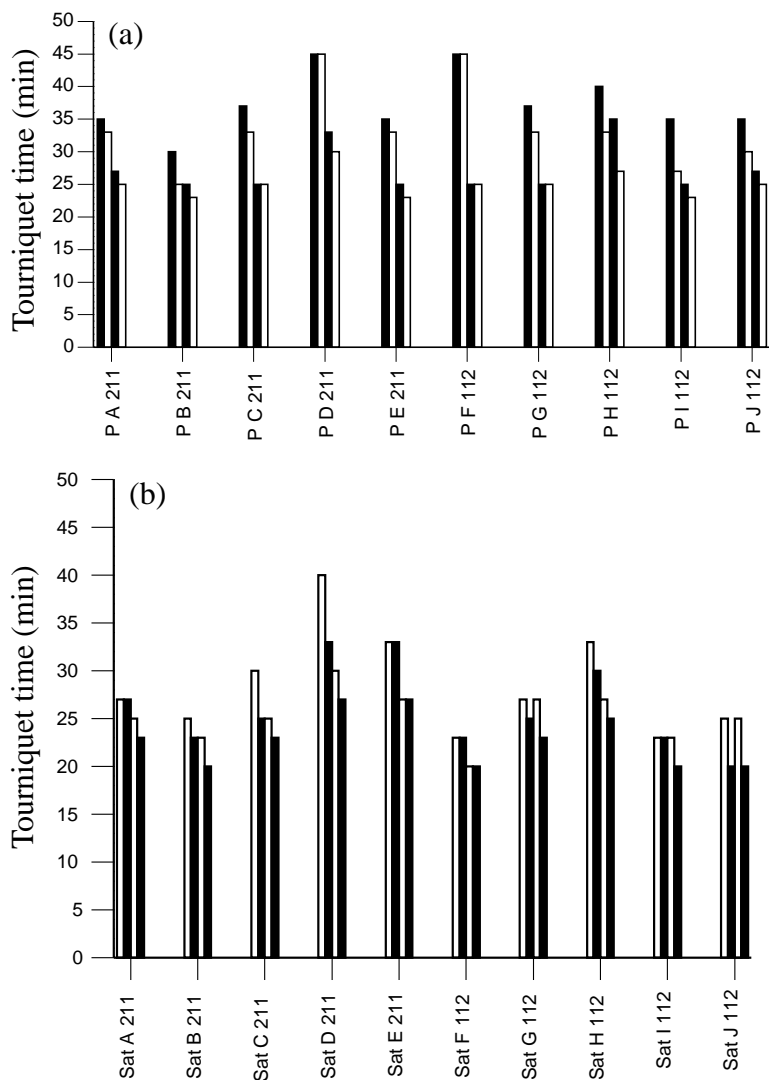 (a)
Tourniquet time (min)
50
45
40
35
30
25
20
15
10
5
0
P A 211
P B 211
P C 211
P D 211
P E 211
P F 112
P G 112
P H 112
P I 112
P J 112
(b)
Tourniquet time (min)
50
45
40
35
30
25
20
15
10
5
0
Sat A 211
Sat B 211
Sat C 211
Sat D 211
Sat E 211
Sat F 112
Sat G 112
Sat H 112
Sat I 112
Sat J 112